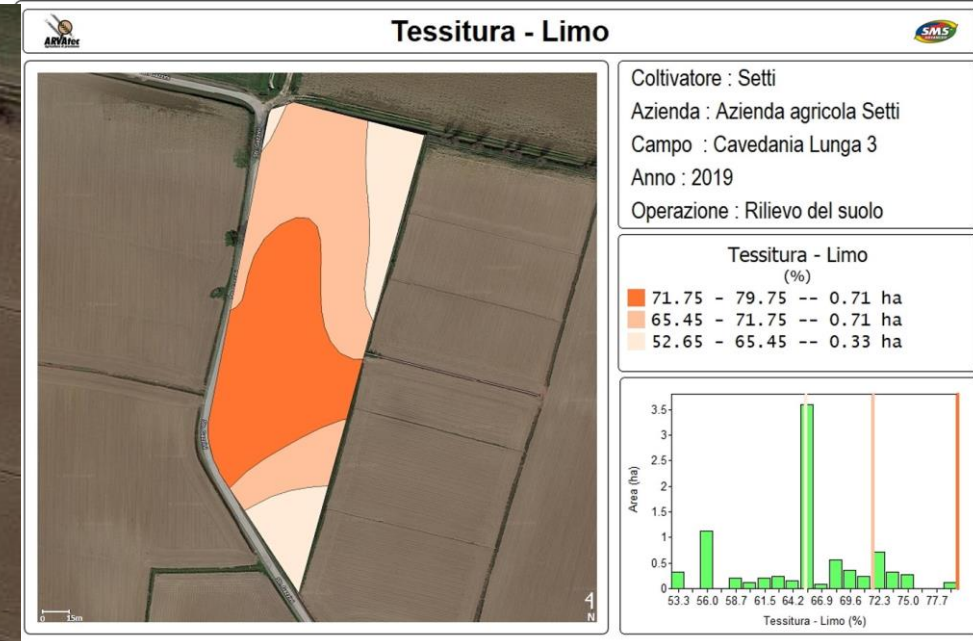 ARVAtec
Tessitura - Limo
SMS
Coltivatore : Setti
Azienda : Azienda agricola Setti
Campo : Cavedania Lunga 3
Anno : 2019
Operazione : Rilievo del suolo
Tessitura - Limo
(%)
71.75 - 79.75 -- 0.71 ha
65.45 - 71.75 -- 0.71 ha
52.65 - 65.45 -- 0.33 ha
Area (ha)
3.5
3
2.5
2
1.5
1
0.5
0
53.3 56.0 58.7 61.5 64.2 66.9 69.6 72.3 75.0 77.7
Tessitura - Limo (%)
0 15m
N